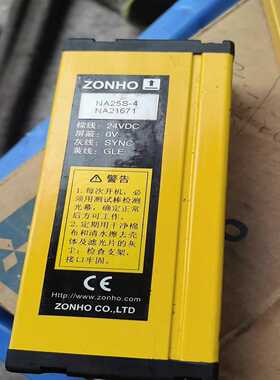 ZONHO
NA25S-4
NA21671
棕线: 24VDC
屏蔽: 0V
灰线: SYNC
黄线: GLE
警告
1. 每次开机，必
须用测试棒检测
光幕，确定正常
后方可工作。
2. 定期用干净棉
布和清水擦去壳
体及滤光片的灰
尘；检查支架，
接口牢固。
CE
Http://www.zonho.com
ZONHO CO.,LTD